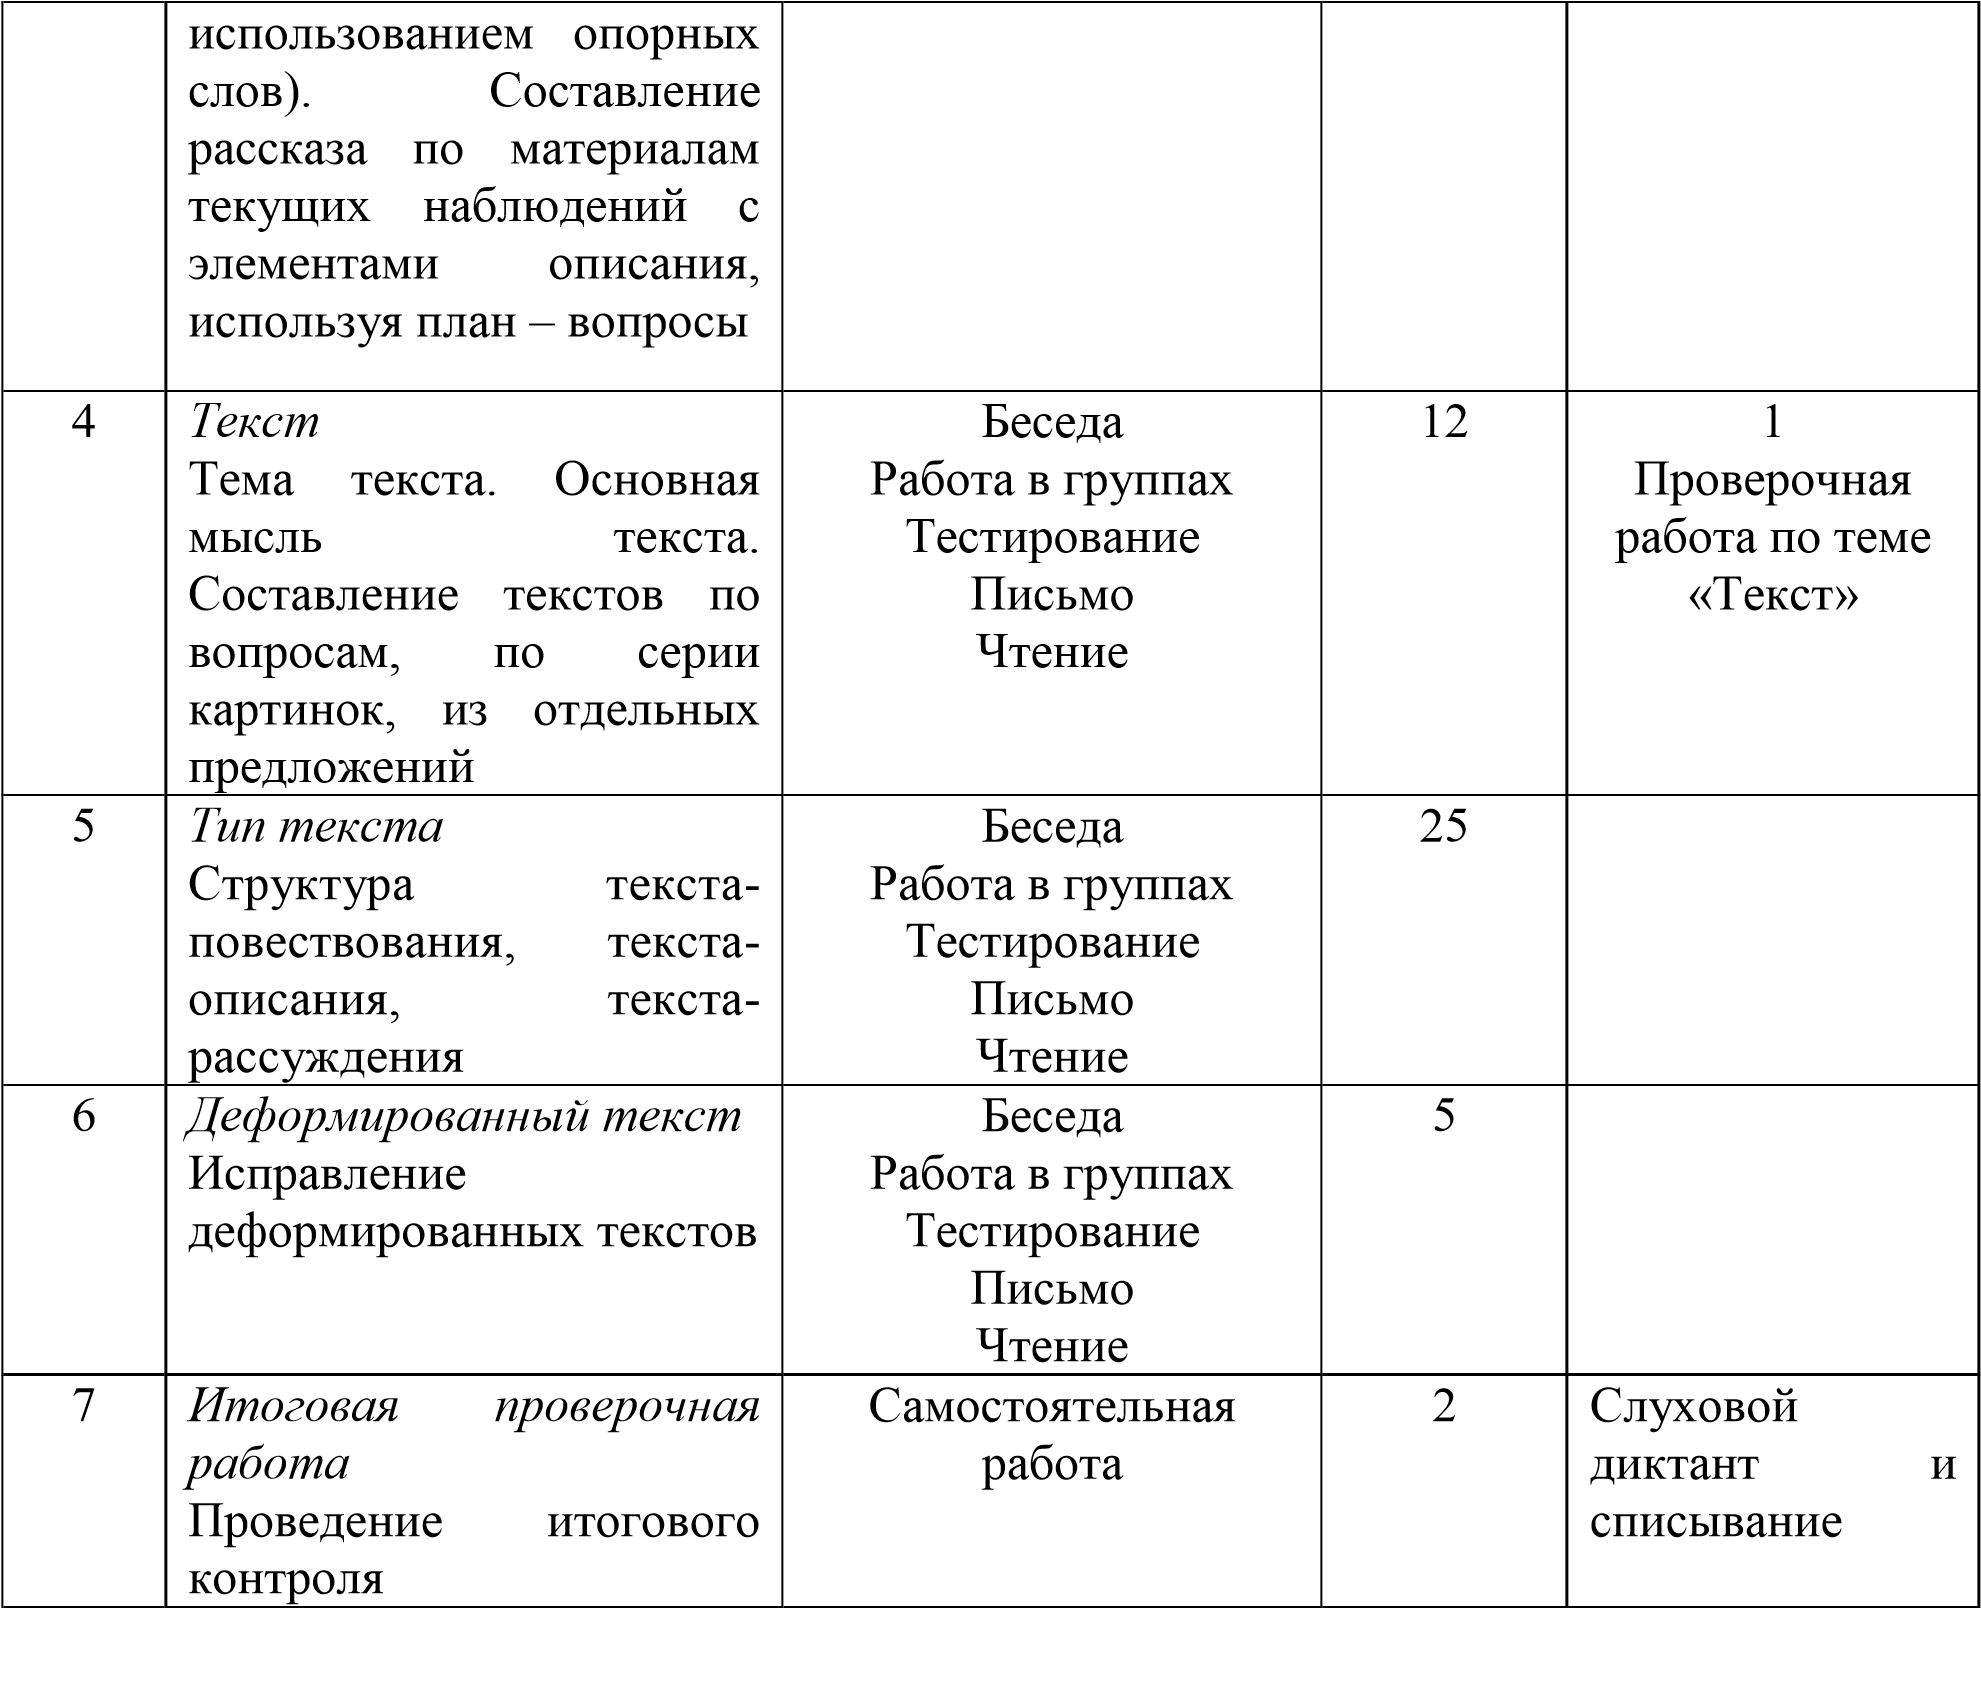 использованием опорных
слов). Составление
рассказа по материалам
текущих наблюдений с
элементами описания,
используя план – вопросы
4
Текст
Тема текста. Основная
мысль текста.
Составление текстов по
вопросам, по серии
картинок, из отдельных
предложений
Беседа
Работа в группах
Тестирование
Письмо
Чтение
12
1
Проверочная
работа по теме
«Текст»
5
Тип текста
Структура текста-
повествования, текста-
описания, текста-
рассуждения
Беседа
Работа в группах
Тестирование
Письмо
Чтение
25
6
Деформированный текст
Исправление
деформированных текстов
Беседа
Работа в группах
Тестирование
Письмо
Чтение
5
7
Итоговая проверочная
работа
Проведение итогового
контроля
Самостоятельная
работа
2
Слуховой
диктант и
списывание